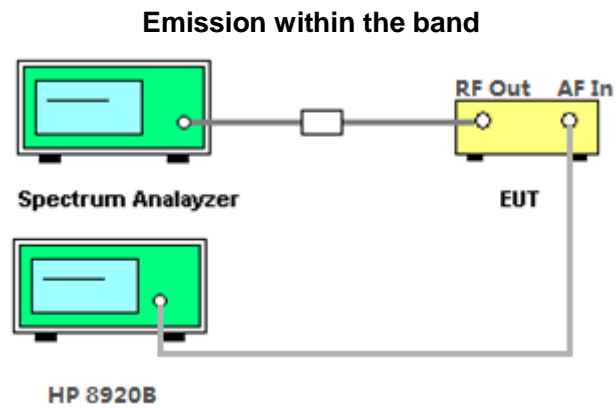 Emission within the band
RF Out AF In
Spectrum Analayzer
EUT
HP 8920B